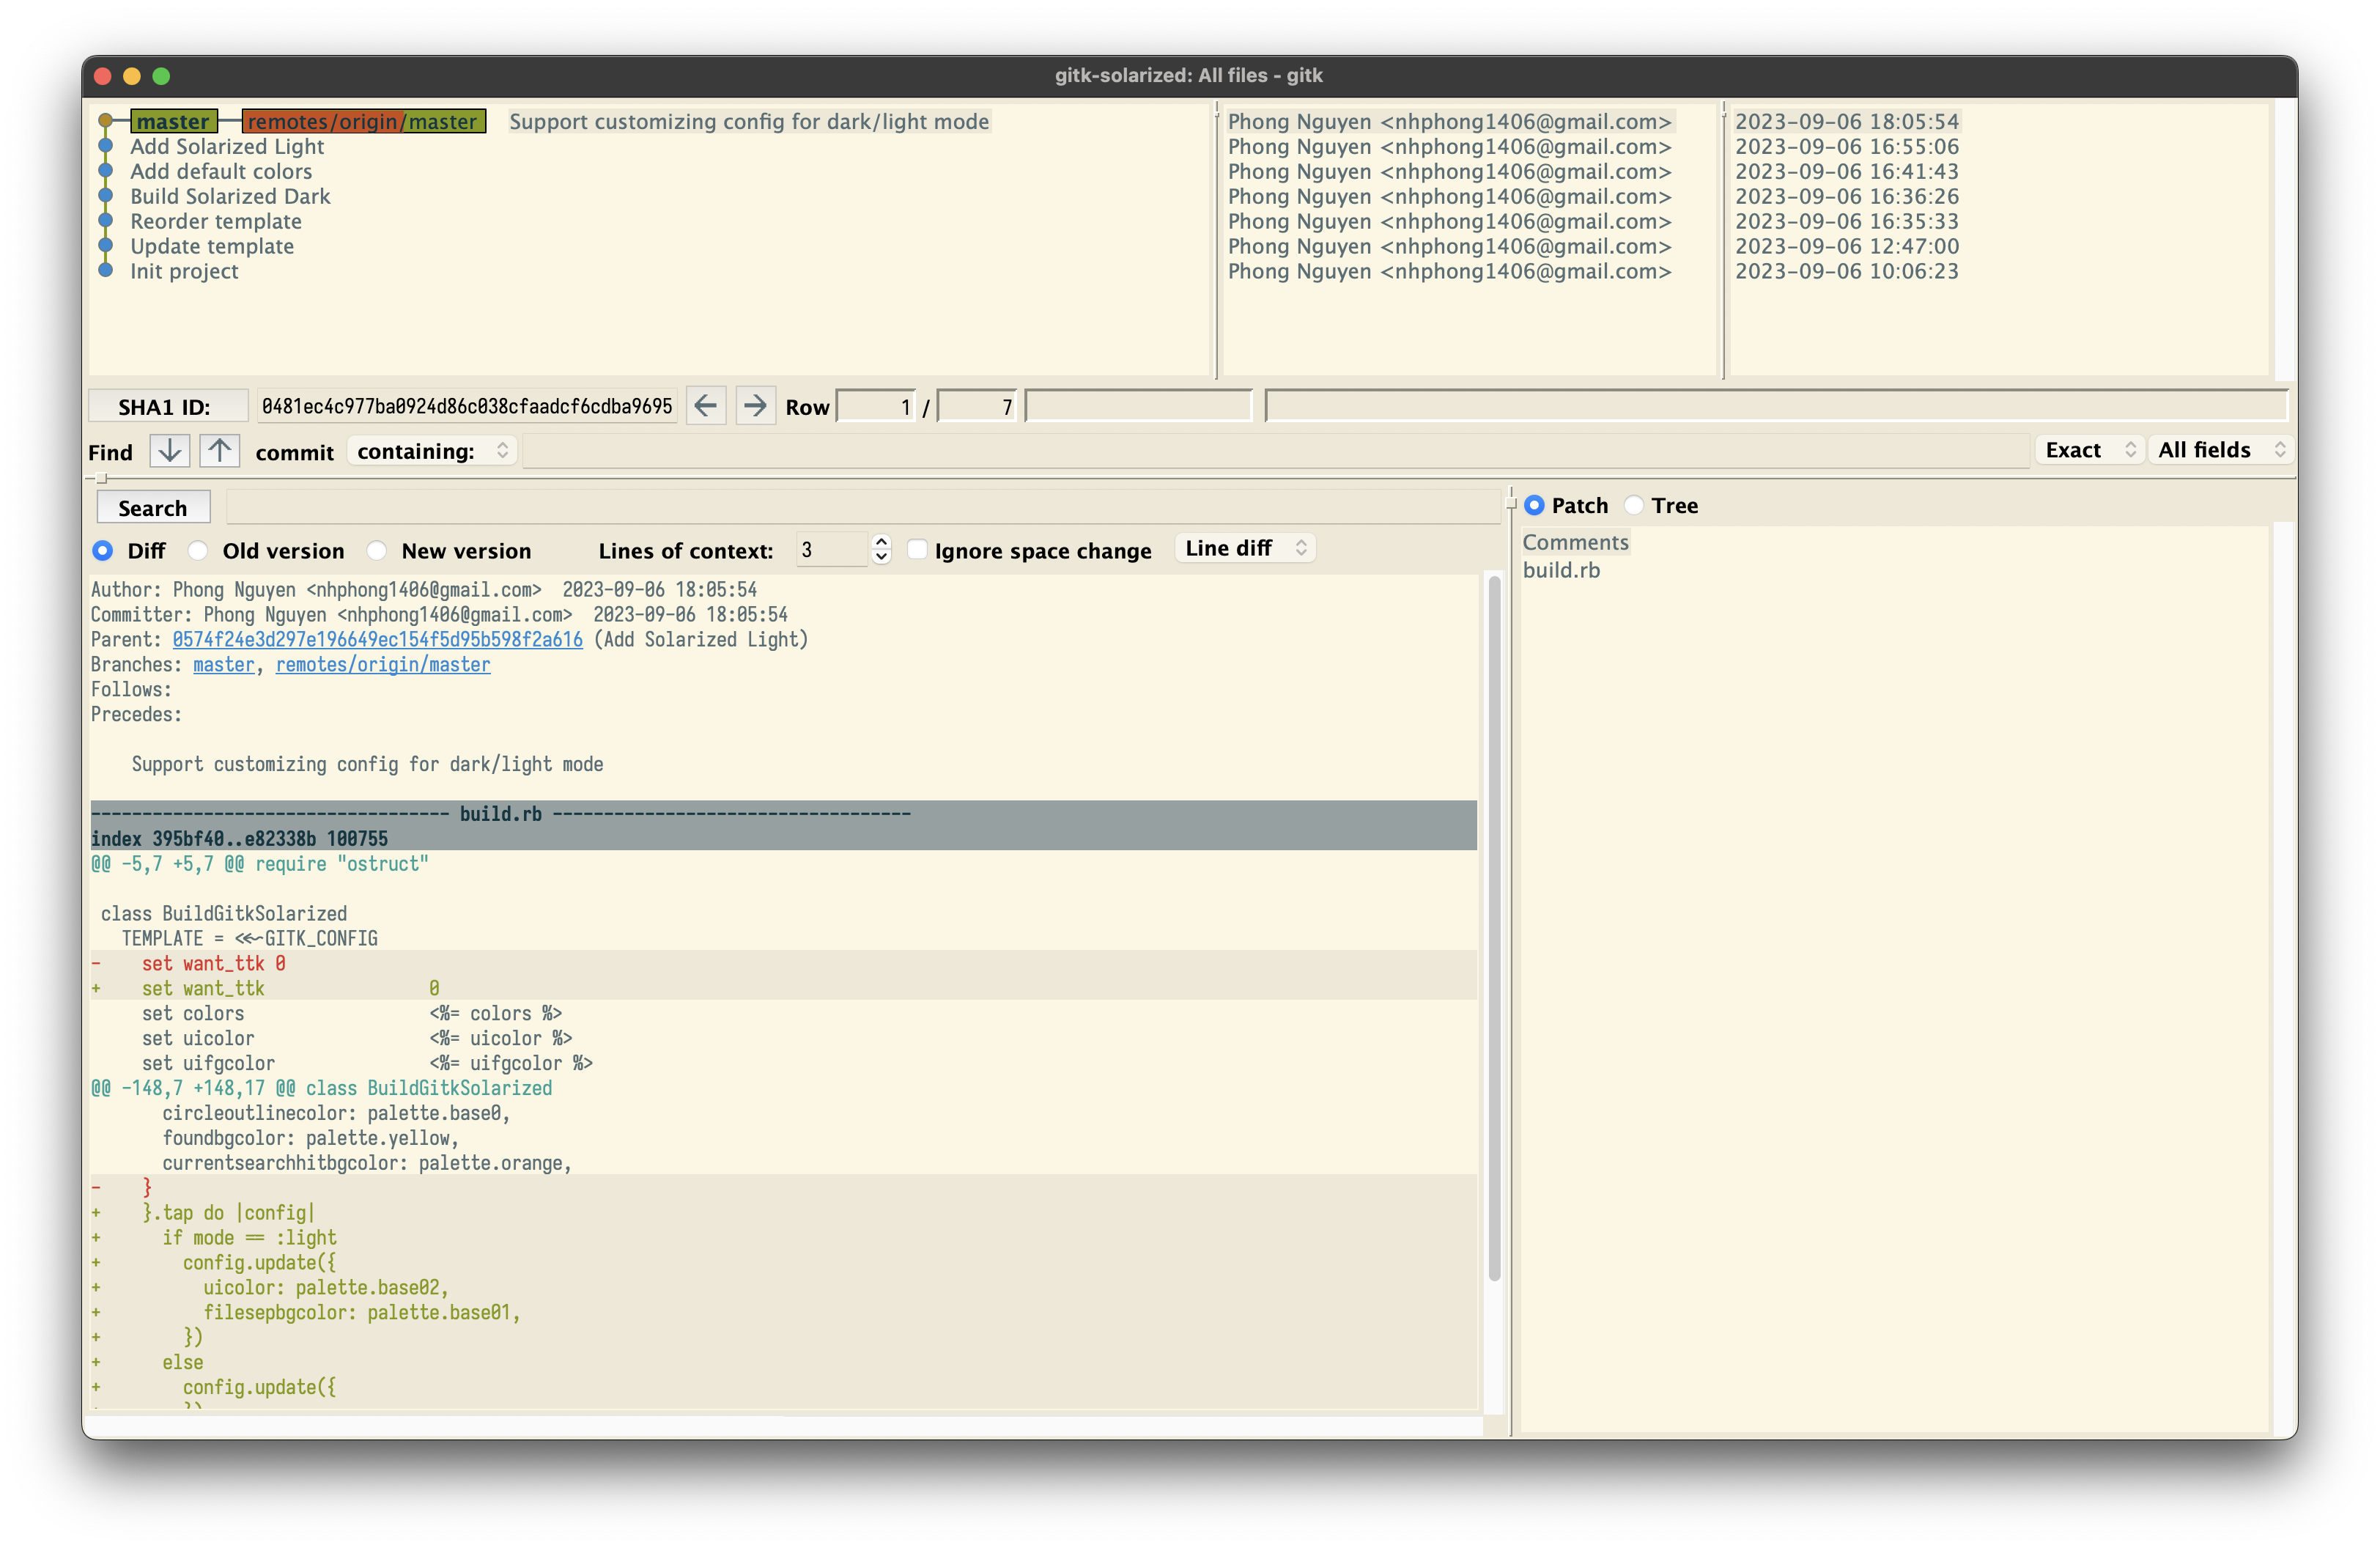 gitk-solarized: All files - gitk
master remotes/origin/master Support customizing config for dark/light mode Phong Nguyen <nhphong1406@gmail.com> 2023-09-06 18:05:54
Add Solarized Light Phong Nguyen <nhphong1406@gmail.com> 2023-09-06 16:55:06
Add default colors Phong Nguyen <nhphong1406@gmail.com> 2023-09-06 16:41:43
Build Solarized Dark Phong Nguyen <nhphong1406@gmail.com> 2023-09-06 16:36:26
Reorder template Phong Nguyen <nhphong1406@gmail.com> 2023-09-06 16:35:33
Update template Phong Nguyen <nhphong1406@gmail.com> 2023-09-06 12:47:00
Init project Phong Nguyen <nhphong1406@gmail.com> 2023-09-06 10:06:23
SHA1 ID: 0481ec4c977ba0924d86c038cfaadcf6cdba9695 ← → Row 1 / 7
Find ↓ ↑ commit containing: Exact All fields
Search
Diff Old version New version Lines of context: 3 Ignore space change Line diff
Author: Phong Nguyen <nhphong1406@gmail.com>  2023-09-06 18:05:54
Committer: Phong Nguyen <nhphong1406@gmail.com>  2023-09-06 18:05:54
Parent: 0574f24e3d297e196649ec154f5d95b598f2a616 (Add Solarized Light)
Branches: master, remotes/origin/master
Follows:
Precedes:
Support customizing config for dark/light mode
----------------------------------- build.rb -----------------------------------
index 395bf40..e82338b 100755
@@ -5,7 +5,7 @@ require "ostruct"
class BuildGitkSolarized
TEMPLATE = <<~GITK_CONFIG
-    set want_ttk 0
+    set want_ttk                0
set colors                  <%= colors %>
set uicolor                 <%= uicolor %>
set uifgcolor               <%= uifgcolor %>
@@ -148,7 +148,17 @@ class BuildGitkSolarized
circleoutlinecolor: palette.base0,
foundbgcolor: palette.yellow,
currentsearchhitbgcolor: palette.orange,
-    }
+    }.tap do |config|
+      if mode == :light
+        config.update({
+          uicolor: palette.base02,
+          filesepbgcolor: palette.base01,
+        })
+      else
+        config.update({
+        })
Patch Tree
Comments
build.rb